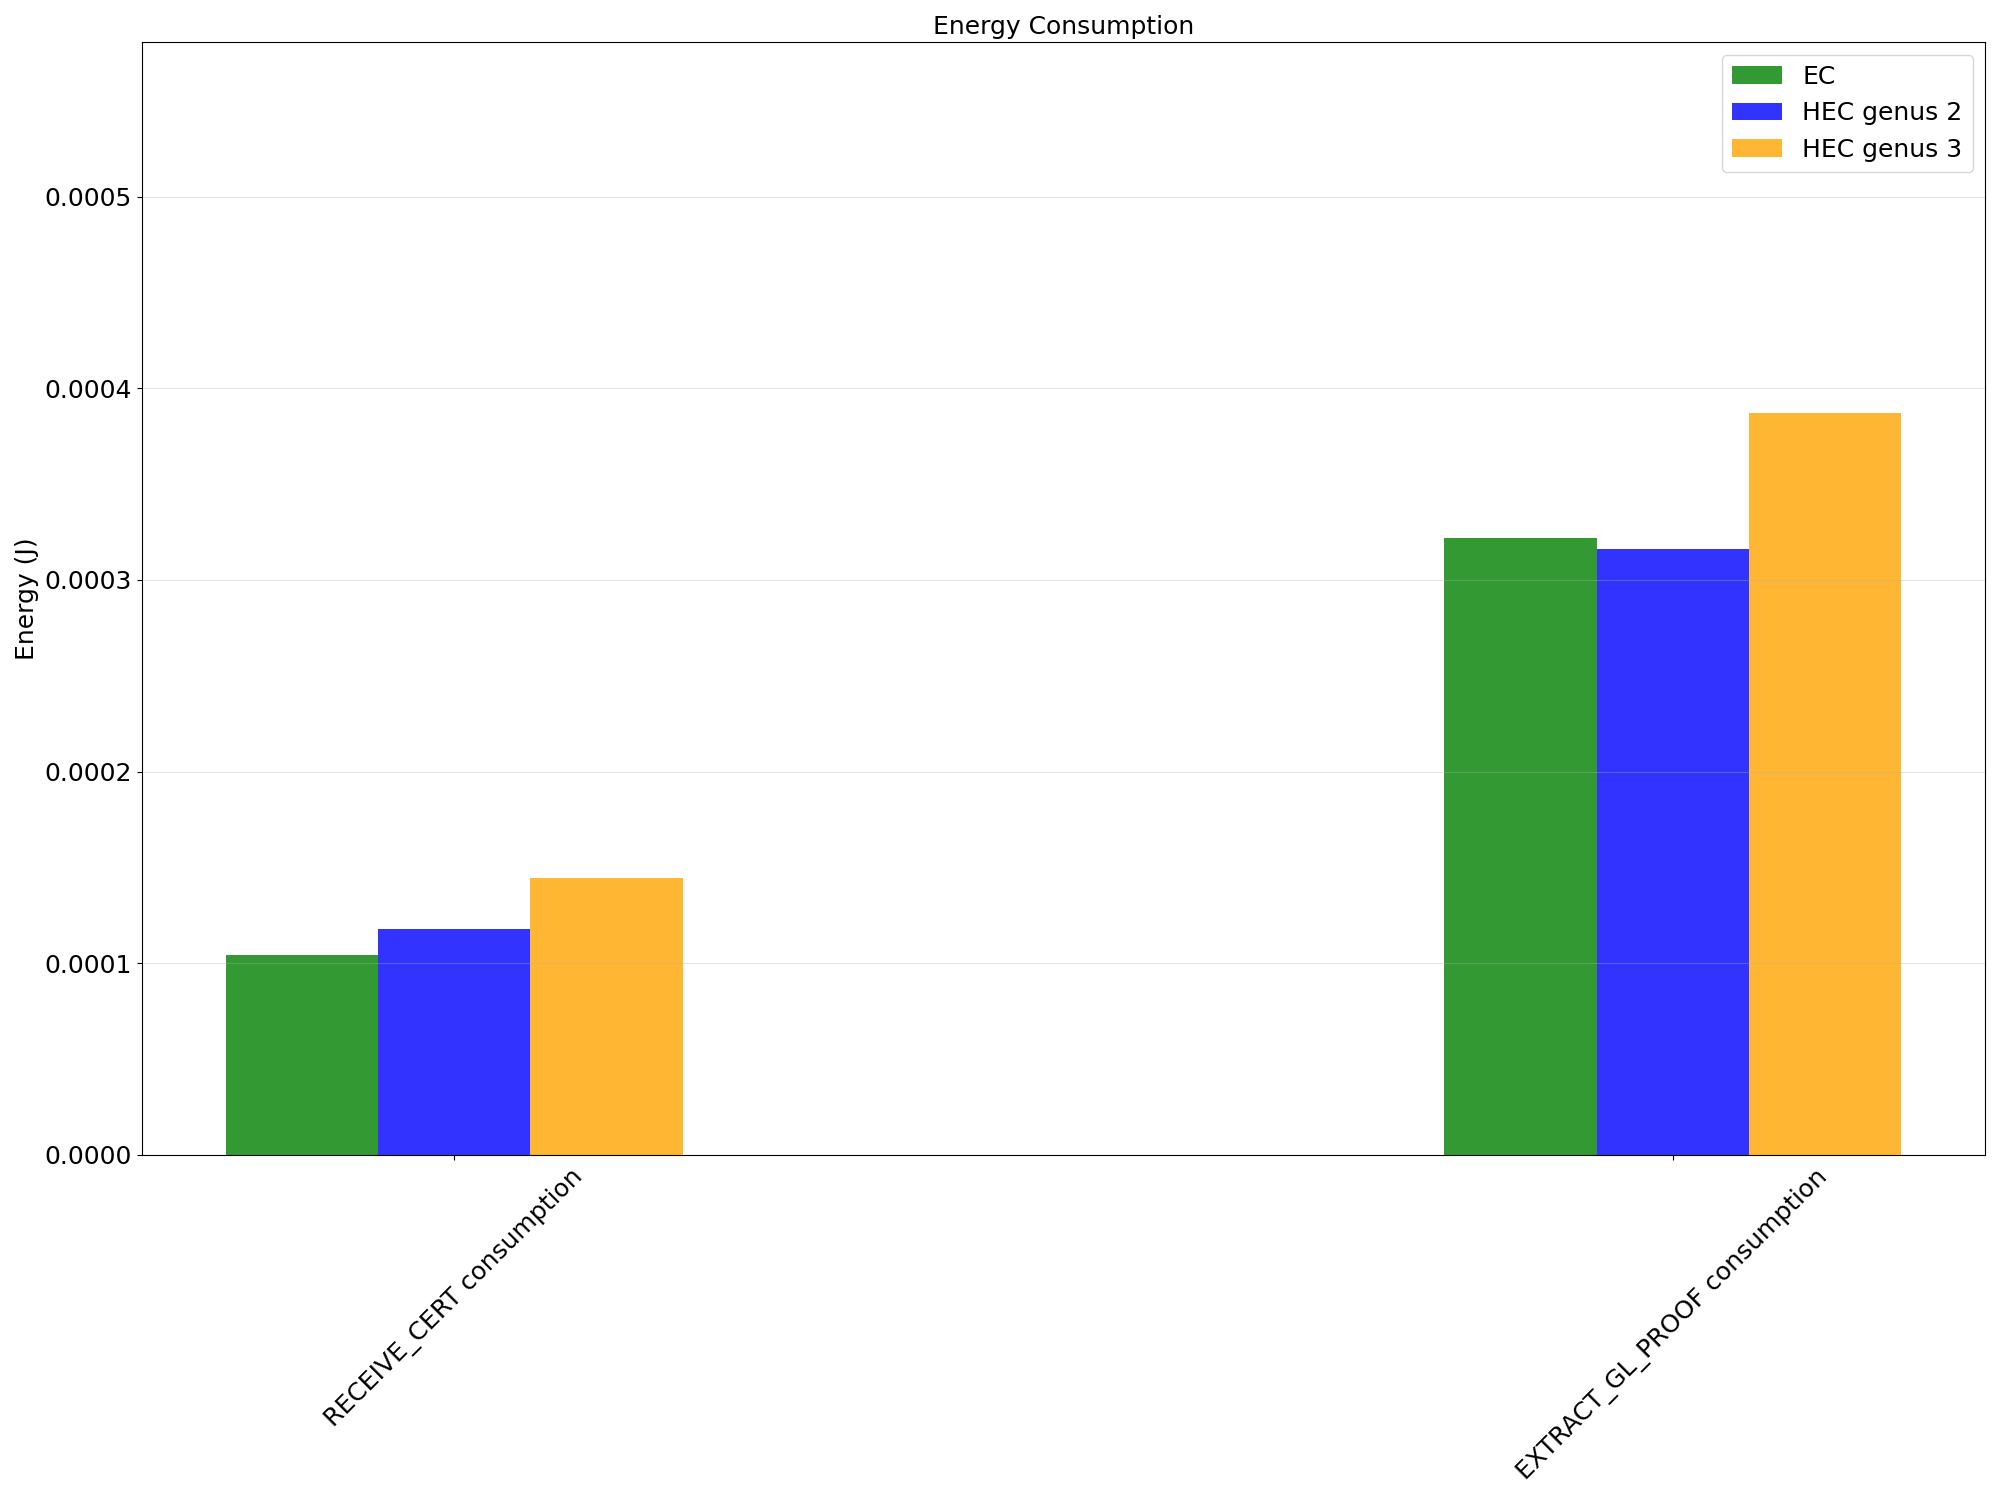 Energy Consumption
EC
HEC genus 2
HEC genus 3
Energy (J)
0.0005
0.0004
0.0003
0.0002
0.0001
0.0000
RECEIVE_CERT consumption
EXTRACT_GL_PROOF consumption